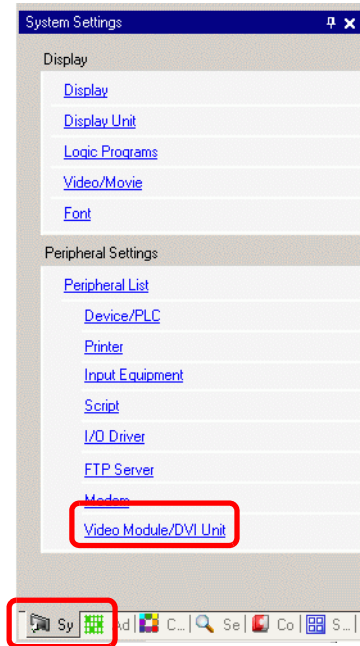 System Settings
Display
Display
Display Unit
Logic Programs
Video/Movie
Font
Peripheral Settings
Peripheral List
Device/PLC
Printer
Input Equipment
Script
I/O Driver
FTP Server
Modem
Video Module/DVI Unit
Sy Ad C... Se Co S...